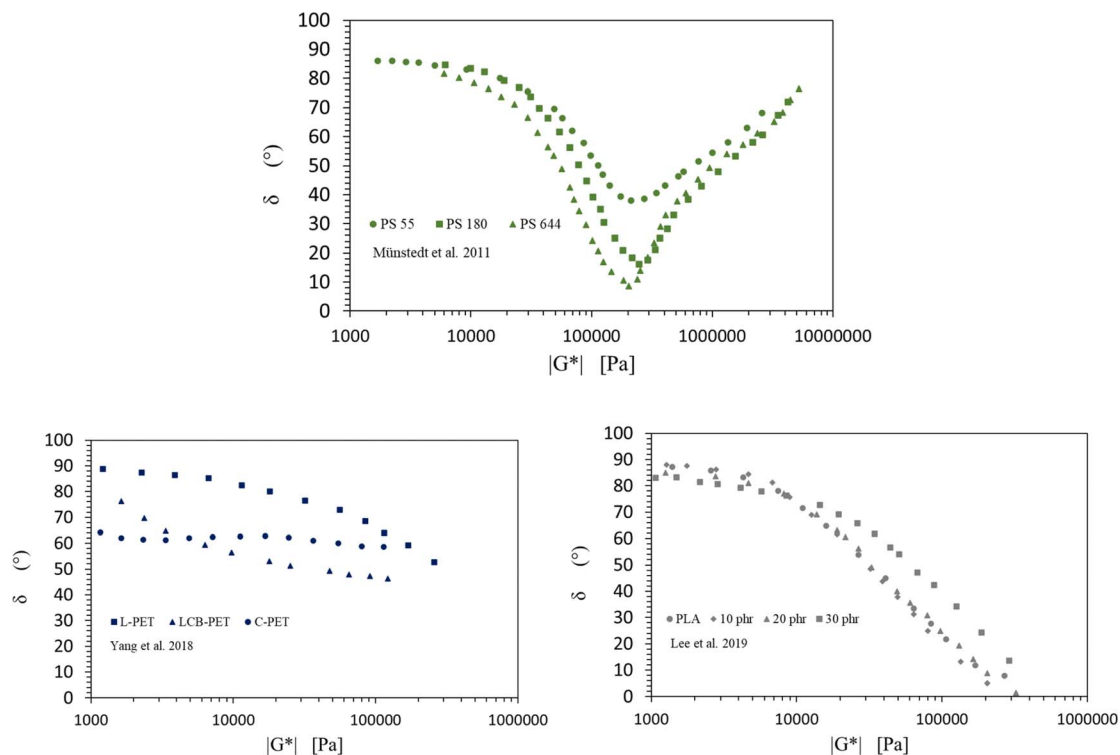 100
90
80
70
60
50
40
30
20
10
0
δ (°)
● PS 55 ■ PS 180 ▲ PS 644
Münstedt et al. 2011
1000 10000 100000 1000000 10000000
|G*| [Pa]
100
90
80
70
60
50
40
30
20
10
0
δ (°)
■ L-PET ▲ LCB-PET ● C-PET
Yang et al. 2018
1000 10000 100000 1000000
|G*| [Pa]
100
90
80
70
60
50
40
30
20
10
0
δ (°)
● PLA ◆ 10 phr ▲ 20 phr ■ 30 phr
Lee et al. 2019
1000 10000 100000 1000000
|G*| [Pa]